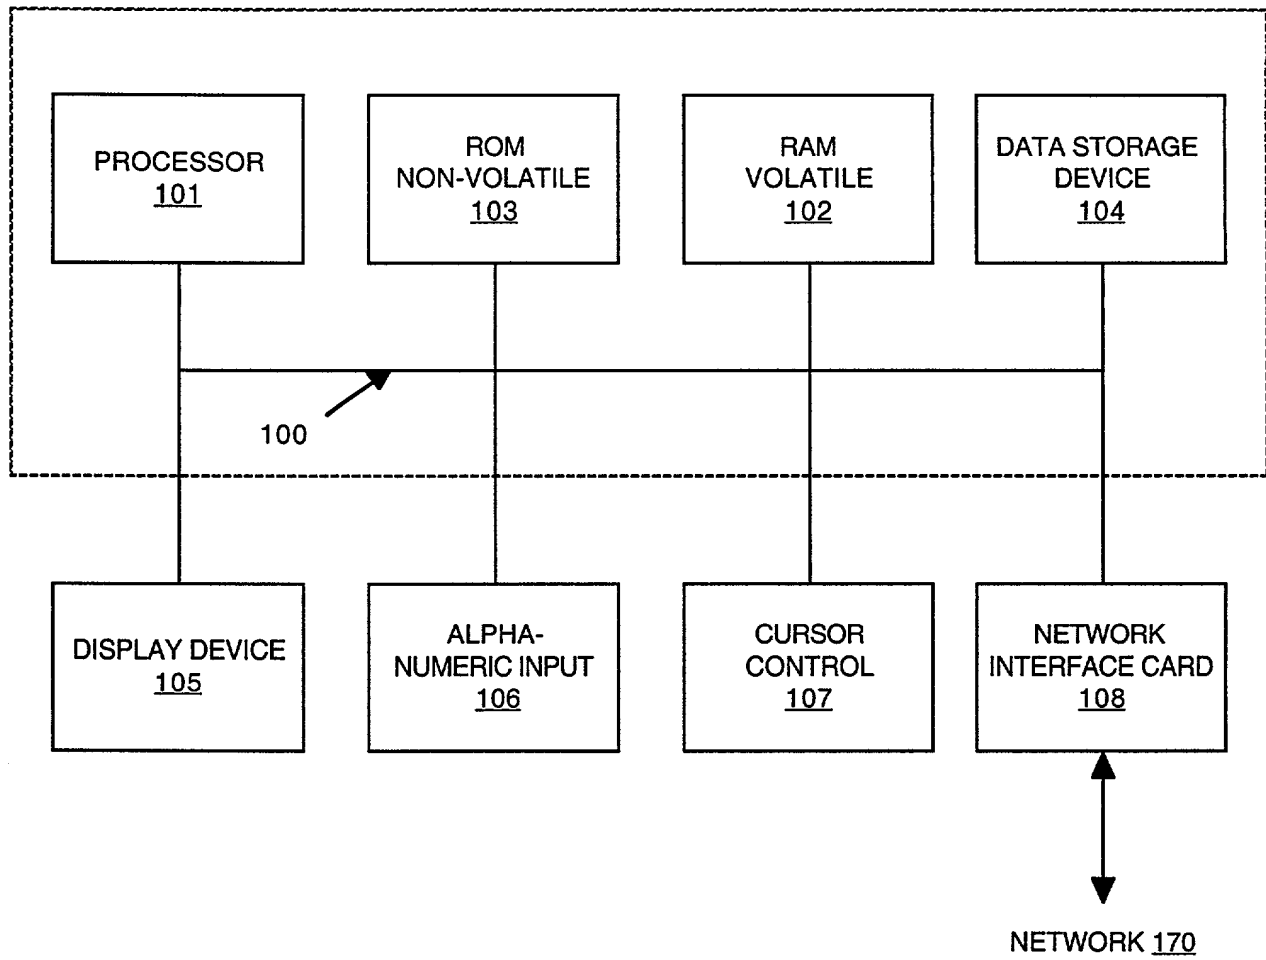 PROCESSOR
101
ROM
NON-VOLATILE
103
RAM
VOLATILE
102
DATA STORAGE
DEVICE
104
100
DISPLAY DEVICE
105
ALPHA-
NUMERIC INPUT
106
CURSOR
CONTROL
107
NETWORK
INTERFACE CARD
108
NETWORK 170